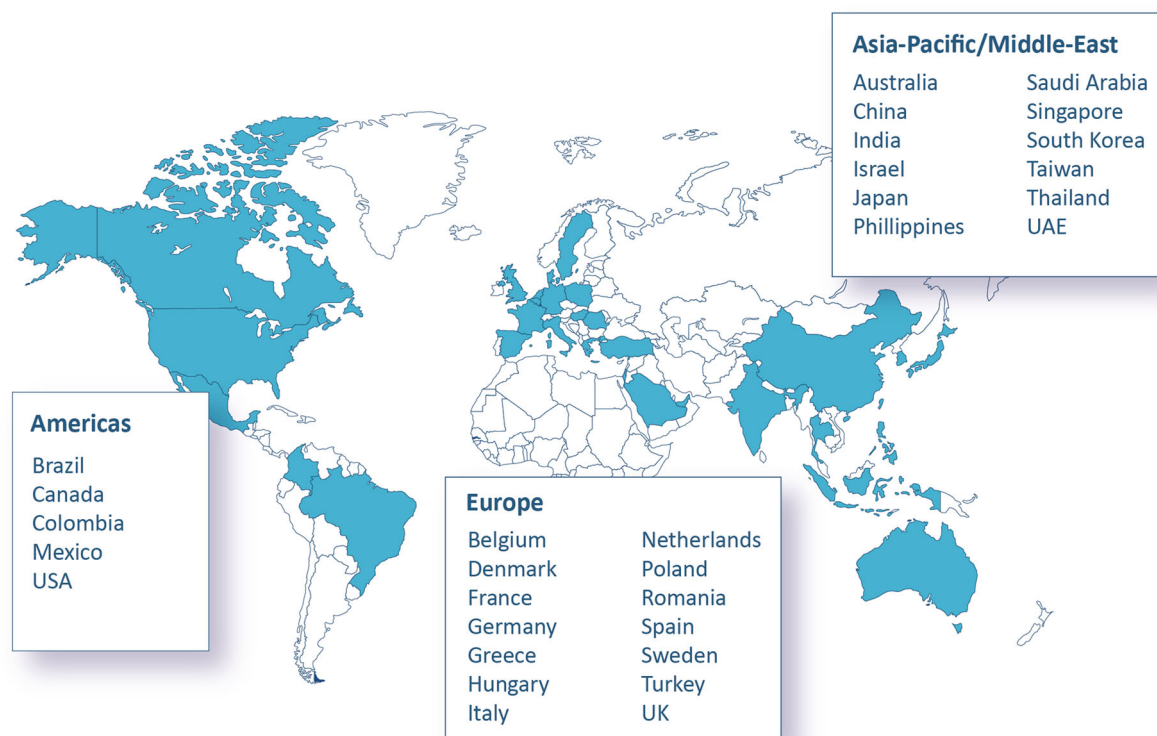 Asia-Pacific/Middle-East
Australia
China
India
Israel
Japan
Phillippines
Saudi Arabia
Singapore
South Korea
Taiwan
Thailand
UAE
Americas
Brazil
Canada
Colombia
Mexico
USA
Europe
Belgium
Denmark
France
Germany
Greece
Hungary
Italy
Netherlands
Poland
Romania
Spain
Sweden
Turkey
UK